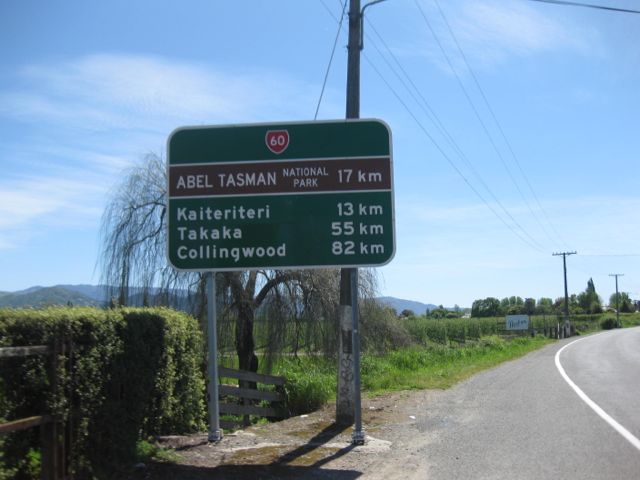 60
ABEL TASMAN NATIONAL PARK 17 km
Kaiteriteri 13 km
Takaka 55 km
Collingwood 82 km